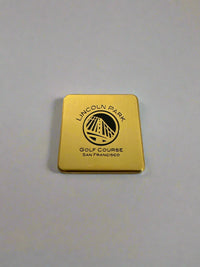 LINCOLN PARK
GOLF COURSE
SAN FRANCISCO